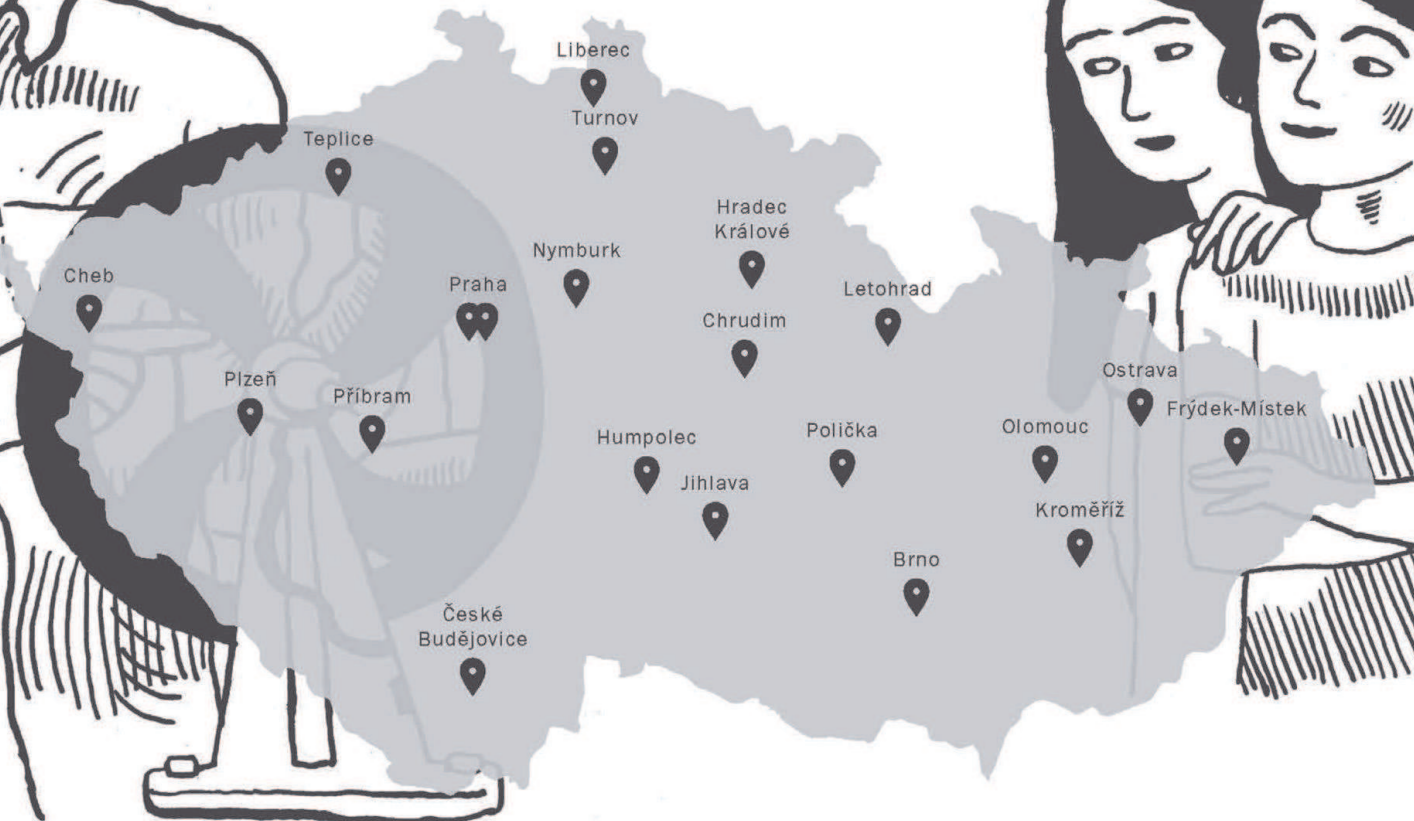 Liberec
Turnov
Teplice
Hradec
Králové
Nymburk
Cheb
Praha
Letohrad
Chrudim
Ostrava
Plzeň
Příbram
Frýdek-Místek
Olomouc
Polička
Humpolec
Jihlava
Kroměříž
Brno
České
Budějovice